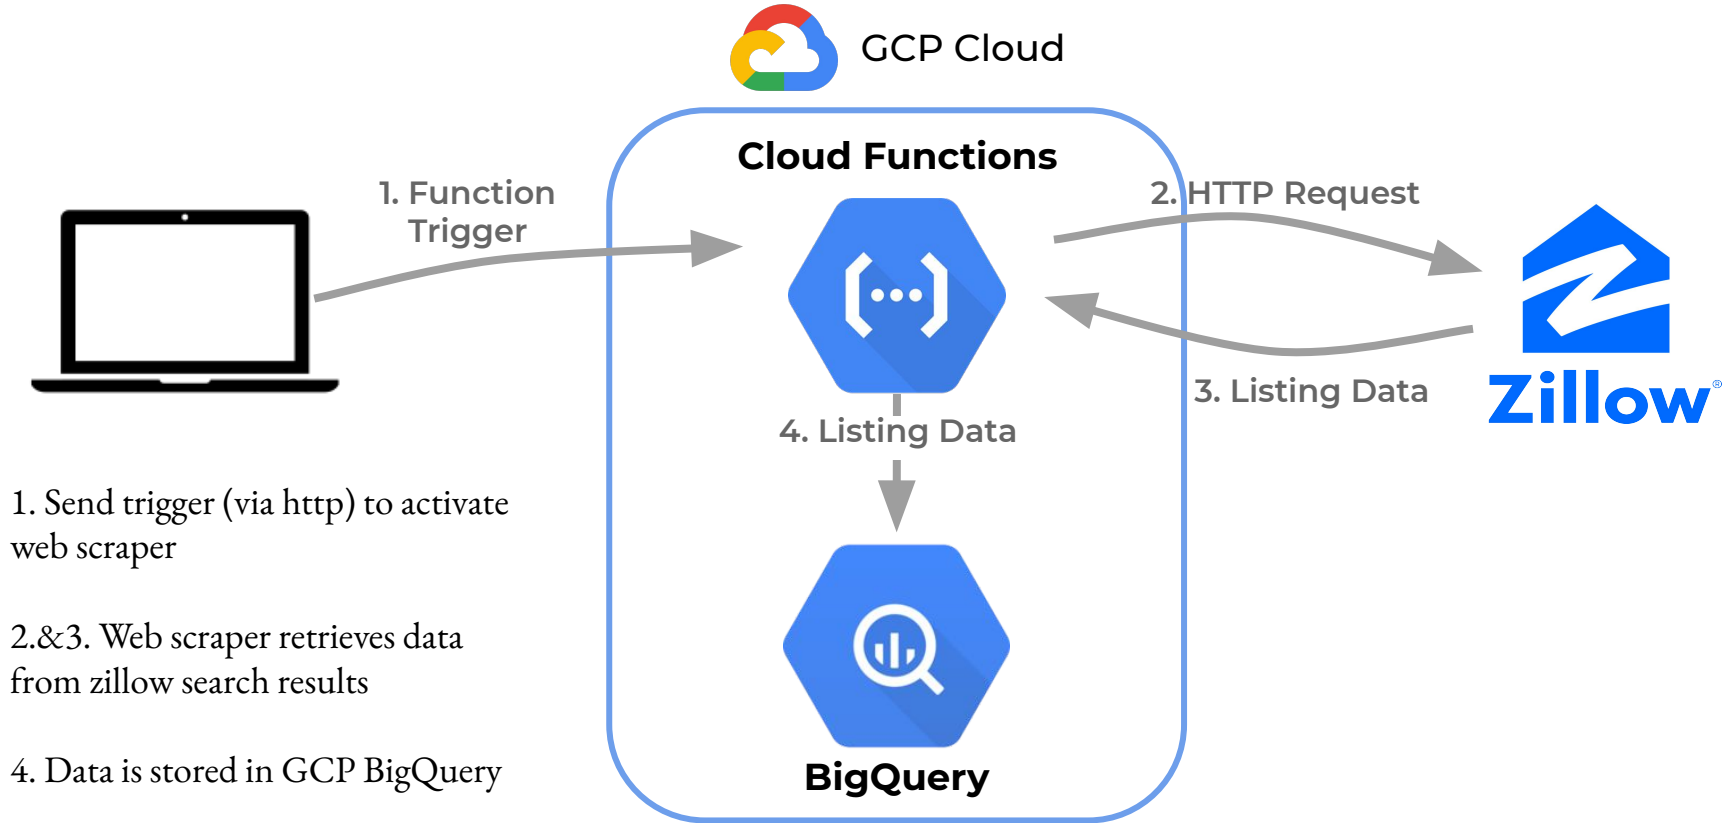 GCP Cloud
Cloud Functions
1. Function
Trigger
2. HTTP Request
3. Listing Data
Zillow®
4. Listing Data
BigQuery
1. Send trigger (via http) to activate
web scraper
2.&3. Web scraper retrieves data
from zillow search results
4. Data is stored in GCP BigQuery